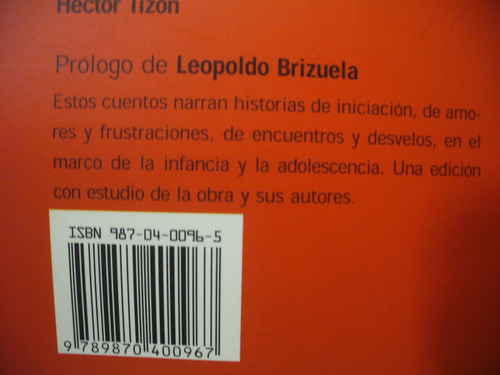 Héctor Tizón
Prólogo de Leopoldo Brizuela
Estos cuentos narran historias de iniciación, de amo-
res y frustraciones, de encuentros y desvelos, en el
marco de la infancia y la adolescencia. Una edición
con estudio de la obra y sus autores.
ISBN 987-04-0096-5
9 789870 400967